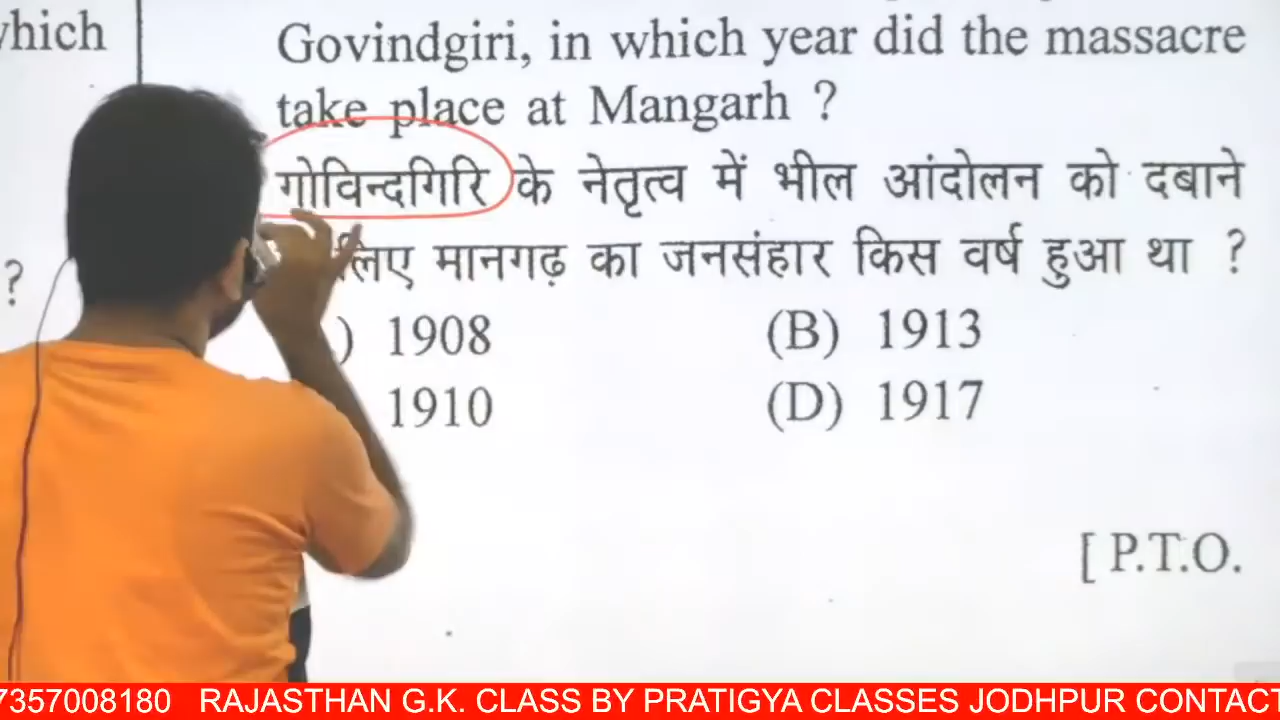 Govindgiri, in which year did the massacre
take place at Mangarh ?
गोविन्दगिरि के नेतृत्व में भील आंदोलन को दबाने
लिए मानगढ़ का जनसंहार किस वर्ष हुआ था ?
) 1908 (B) 1913
1910 (D) 1917
[ P.T.O.
?
7357008180 RAJASTHAN G.K. CLASS BY PRATIGYA CLASSES JODHPUR CONTACT